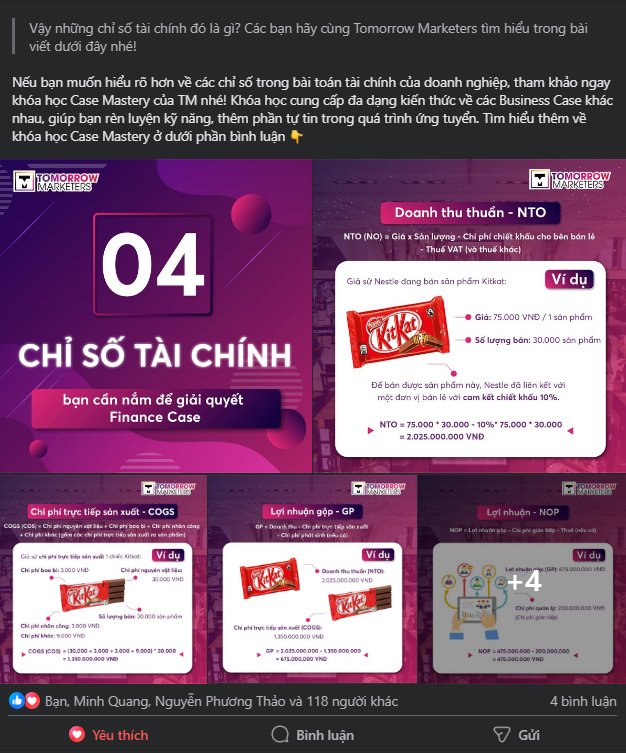 Vậy những chỉ số tài chính đó là gì? Các bạn hãy cùng Tomorrow Marketers tìm hiểu trong bài
viết dưới đây nhé!
Nếu bạn muốn hiểu rõ hơn về các chỉ số trong bài toán tài chính của doanh nghiệp, tham khảo ngay
khóa học Case Mastery của TM nhé! Khóa học cung cấp đa dạng kiến thức về các Business Case khác
nhau, giúp bạn rèn luyện kỹ năng, thêm phần tự tin trong quá trình ứng tuyển. Tìm hiểu thêm về
khóa học Case Mastery ở dưới phần bình luận 👇
TOMORROW
MARKETERS
04
CHỈ SỐ TÀI CHÍNH
bạn cần nắm để giải quyết
Finance Case
TOMORROW
MARKETERS
Doanh thu thuần - NTO
NTO (NO) = Giá x Sản lượng - Chi phí chiết khấu cho bên bán lẻ
- Thuế VAT (và thuế khác)
Ví dụ
Giả sử Nestle đang bán sản phẩm Kitkat:
Nestle
KitKat
Giá: 75.000 VNĐ / 1 sản phẩm
Số lượng bán: 30.000 sản phẩm
Để bán được sản phẩm này, Nestle đã liên kết với
một đơn vị bán lẻ với cam kết chiết khấu 10%.
NTO = 75.000 * 30.000 - 10%* 75.000 * 30.000
= 2.025.000.000 VNĐ
TOMORROW
MARKETERS
Chi phí trực tiếp sản xuất - COGS
COGS (COS) = Chi phí nguyên vật liệu + Chi phí bao bì + Chi phí nhân công
+ Chi phí khác (gồm các chi phí trực tiếp sản xuất ra sản phẩm)
Ví dụ
Giả sử chi phí trực tiếp sản xuất 1 chiếc Kitkat:
Chi phí bao bì: 3.000 VNĐ
Chi phí nguyên vật liệu:
30.000 VNĐ
KitKat
Số lượng bán: 30.000 sản phẩm
Chi phí nhân công: 3.000 VNĐ
Chi phí khác: 9.000 VNĐ
COGS (COS) = (30.000 + 3.000 + 3.000 + 9.000) * 30.000
= 1.350.000.000 VNĐ
TOMORROW
MARKETERS
Lợi nhuận gộp - GP
GP = Doanh thu - Chi phí trực tiếp sản xuất
- Chi phí phát sinh (nếu có)
Ví dụ
KitKat
Doanh thu (NTO):
2.025.000.000 VNĐ
KitKat
Chi phí trực tiếp sản xuất (COGS):
1.350.000.000 VNĐ
GP = 2.025.000.000 - 1.350.000.000
= 675.000.000 VNĐ
TOMORROW
MARKETERS
Lợi nhuận - NOP
NOP = Lợi nhuận gộp - Chi phí gián tiếp - Thuế (nếu có)
Ví dụ
Lợi nhuận gộp (GP): 675.000.000 VNĐ
+4
Chi phí quản lý: 200.000.000 VNĐ
(Chi phí gián tiếp)
NOP = 675.000.000 - 200.000.000
= 475.000.000 VNĐ
Bạn, Minh Quang, Nguyễn Phương Thảo và 118 người khác
4 bình luận
Yêu thích
Bình luận
Gửi